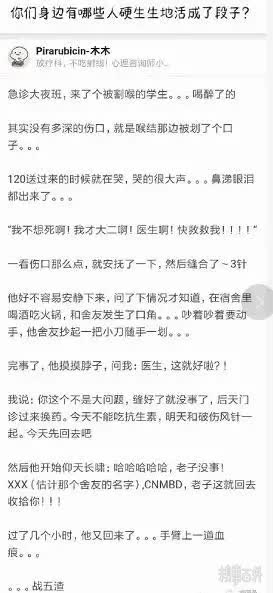 你们身边有哪些人硬生生地活成了段子?
Pirarubicin-木木
放疗科，不吃射线！心理咨询师小...
急诊大夜班，来了个被割喉的学生。。。喝醉了的
其实没有多深的伤口，就是喉结那边被划了个口
子。。。
120送过来的时候就在哭，哭的很大声。。。鼻涕眼泪
都出来了。。。
“我不想死啊！我才大二啊！医生啊！快救救我！！！！”
一看伤口那么点，就安抚了一下，然后缝合了~3针
他好不容易安静下来，问了下情况才知道，在宿舍里
喝酒吃火锅，和舍友发生了口角。。。吵着吵着要动
手，他舍友抄起一把小刀随手一划。。。
完事了，他摸摸脖子，问我：医生，这就好啦？！
我说：你这个不是大问题，缝好了就没事了，后天门
诊过来换药。今天不能吃抗生素，明天和破伤风针一
起。今天先回去吧
然后他开始仰天长啸：哈哈哈哈哈，老子没事！
XXX（估计那个舍友的名字）,CNMBD，老子这就回去
收拾你！！！
过了几个小时，他又回来了。。。手臂上一道血
痕。。。
。。。战五渣
糗事百科